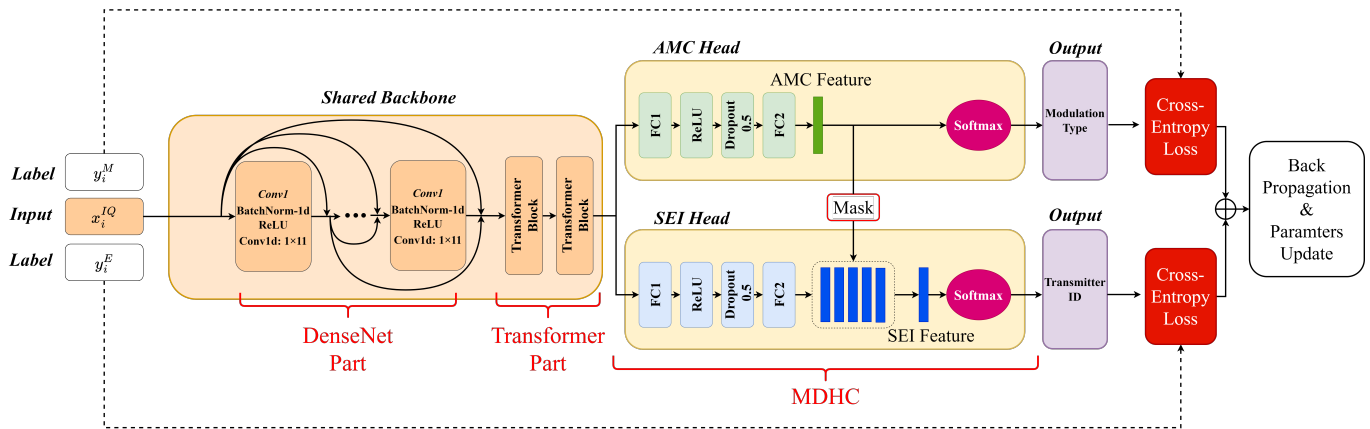 Label
y_i^M
Input
x_i^{IQ}
Label
y_i^E
Shared Backbone
Conv1
BatchNorm-1d
ReLU
Conv1d: 1×11
•••
Conv1
BatchNorm-1d
ReLU
Conv1d: 1×11
Transformer
Block
Transformer
Block
DenseNet
Part
Transformer
Part
AMC Head
FC1
ReLU
Dropout
0.5
FC2
AMC Feature
Softmax
Mask
SEI Head
FC1
ReLU
Dropout
0.5
FC2
SEI Feature
Softmax
MDHC
Output
Modulation
Type
Output
Transmitter
ID
Cross-
Entropy
Loss
Cross-
Entropy
Loss
Back
Propagation
&
Paramters
Update